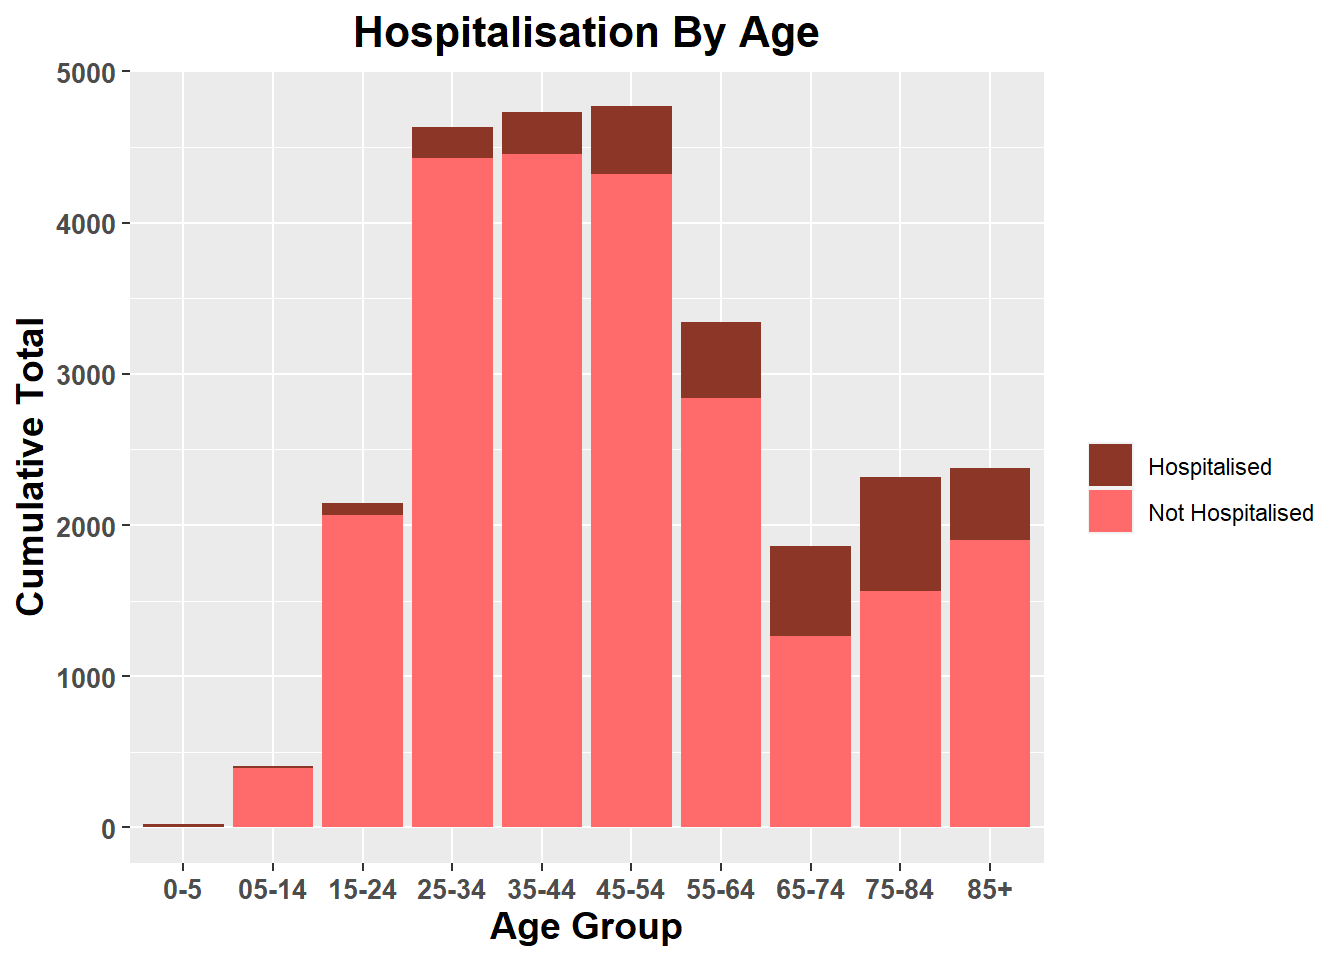 Hospitalisation By Age
Cumulative Total
5000
4000
3000
2000
1000
0
0-5 05-14 15-24 25-34 35-44 45-54 55-64 65-74 75-84 85+
Age Group
Hospitalised
Not Hospitalised